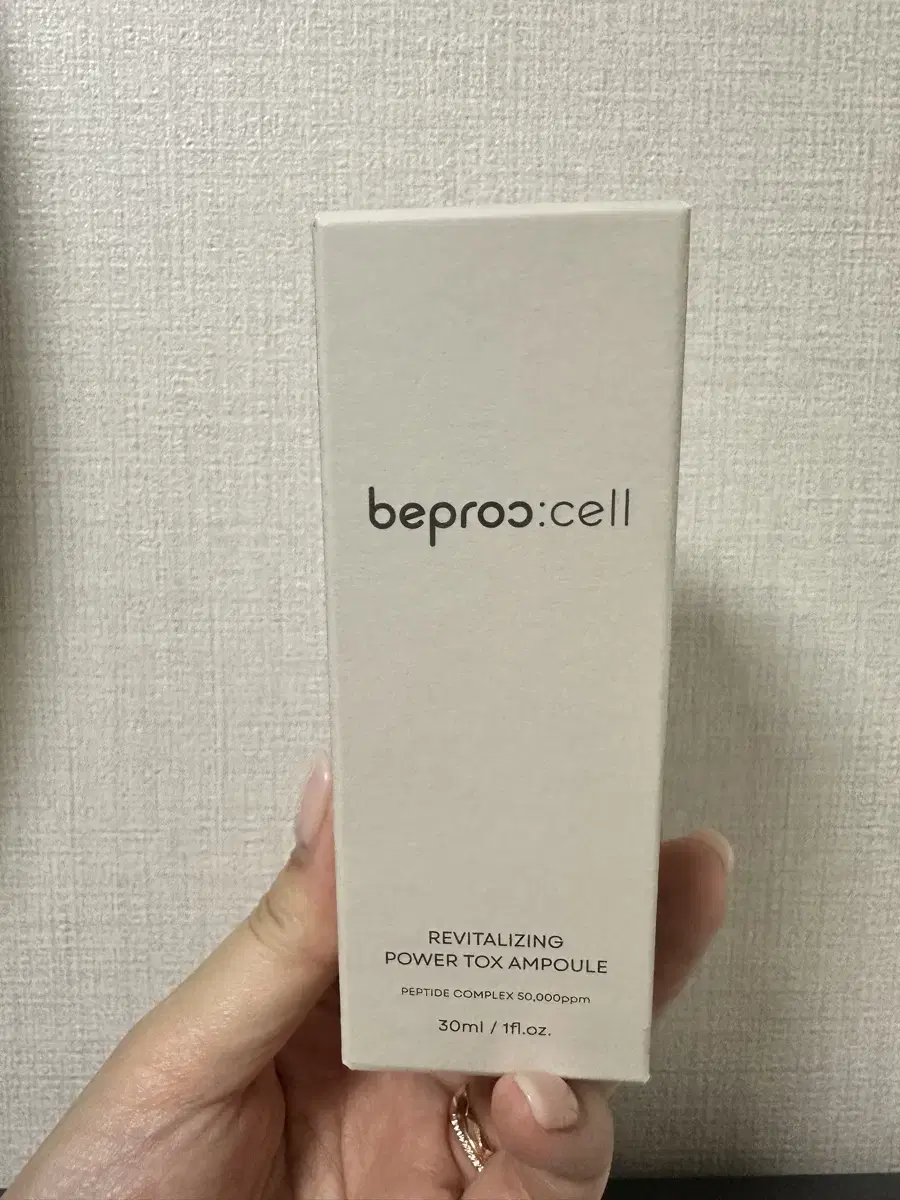 beproc:cell
REVITALIZING
POWER TOX AMPOULE
PEPTIDE COMPLEX 50,000ppm
30ml / 1fl.oz.